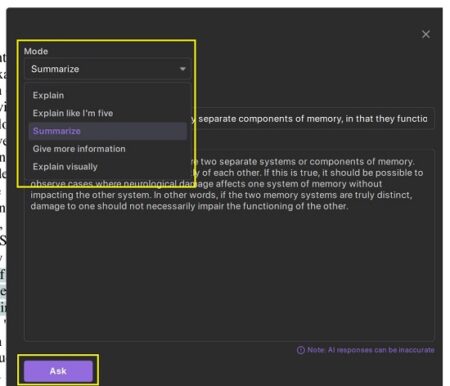 Mode
Summarize
Explain
Explain like I'm five
Summarize
Give more information
Explain visually
separate components of memory, in that they functio
two separate systems or components of memory.
of each other. If this is true, it should be possible to
observe cases where neurological damage affects one system of memory without
impacting the other system. In other words, if the two memory systems are truly distinct,
damage to one should not necessarily impair the functioning of the other.
Note: AI responses can be inaccurate
Ask